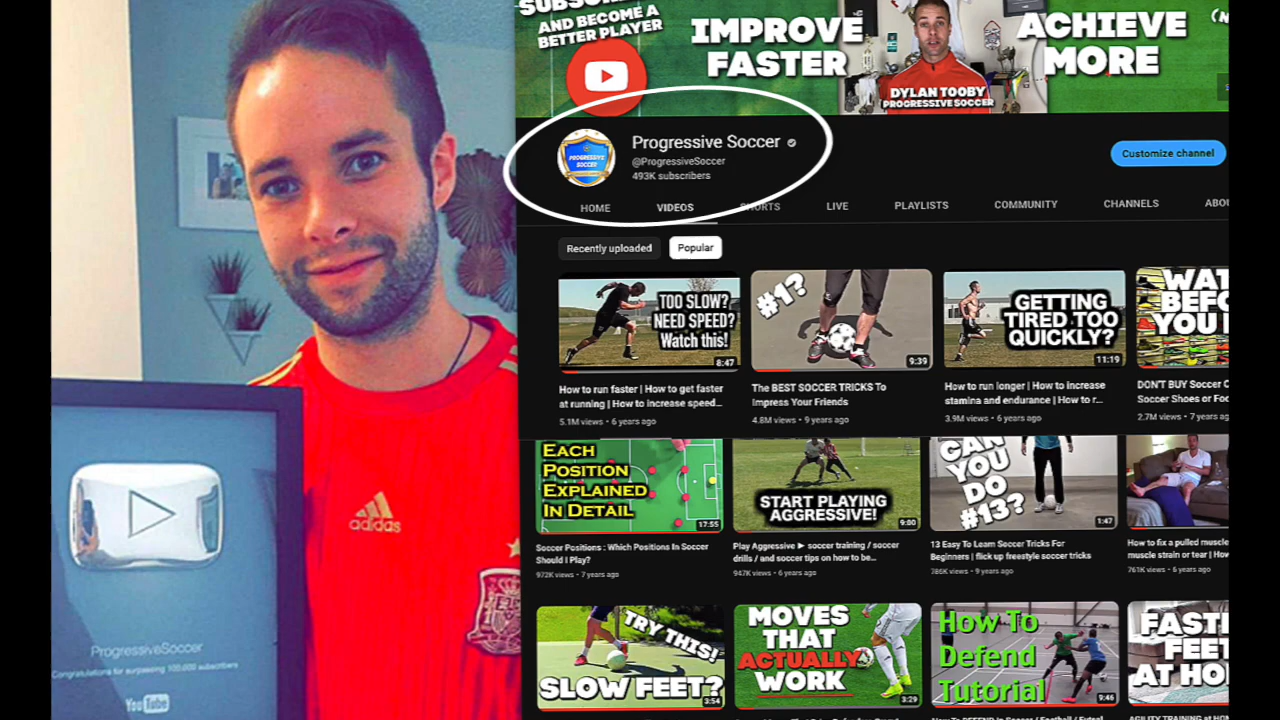 SUBSCRIBE
AND BECOME A
BETTER PLAYER
IMPROVE
FASTER
ACHIEVE
MORE
DYLAN TOOBY
PROGRESSIVE SOCCER
PROGRESSIVE
SOCCER
Progressive Soccer
@ProgressiveSoccer
493K subscribers
Customize channel
HOME
VIDEOS
SHORTS
LIVE
PLAYLISTS
COMMUNITY
CHANNELS
ABOU
Recently uploaded
Popular
TOO SLOW?
NEED SPEED?
Watch this!
8:47
#1?
9:39
GETTING
TIRED TOO
QUICKLY?
11:19
WAT
BEFO
YOU
How to run faster | How to get faster
at running | How to increase speed...
5.1M views • 6 years ago
The BEST SOCCER TRICKS To
Impress Your Friends
4.8M views • 9 years ago
How to run longer | How to increase
stamina and endurance | How to r...
3.9M views • 6 years ago
DON'T BUY Soccer C
Soccer Shoes or Foo
2.7M views • 7 years ag
EACH
POSITION
EXPLAINED
IN DETAIL
17:55
START PLAYING
AGGRESSIVE!
9:00
CAN
YOU
DO
#13?
1:47
Soccer Positions : Which Positions In Soccer
Should I Play?
972K views • 7 years ago
Play Aggressive ► soccer training / soccer
drills / and soccer tips on how to be...
947K views • 6 years ago
13 Easy To Learn Soccer Tricks For
Beginners | flick up freestyle soccer tricks
786K views • 9 years ago
How to fix a pulled muscle
muscle strain or tear | How
761K views • 6 years ago
TRY THIS!
SLOW FEET?
3:54
MOVES
THAT
ACTUALLY
WORK
3:29
How To
Defend
Tutorial
9:46
FAST
FEET
AT HOM
adidas
ProgressiveSoccer
Congratulations for surpassing 100,000 subscribers
YouTube